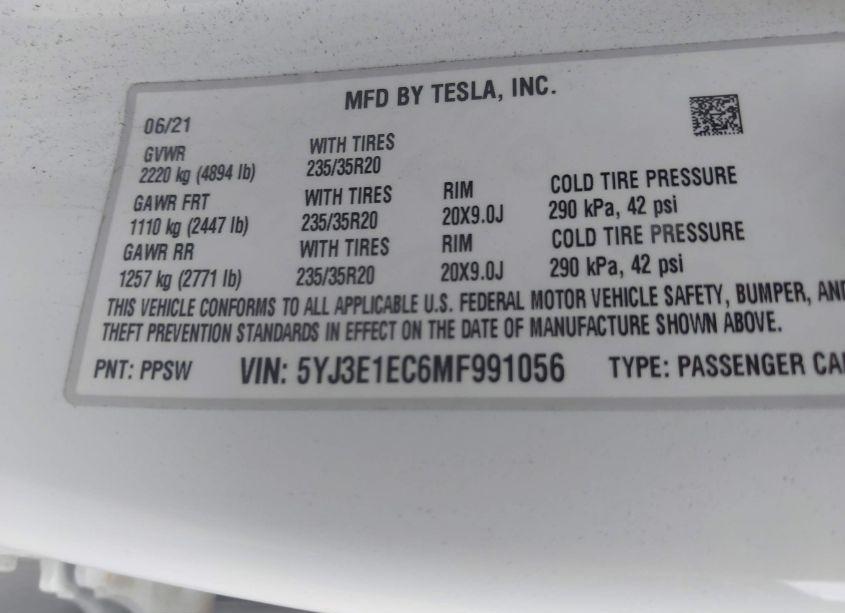 MFD BY TESLA, INC.
06/21
GVWR WITH TIRES
2220 kg (4894 lb) 235/35R20
GAWR FRT WITH TIRES RIM COLD TIRE PRESSURE
1110 kg (2447 lb) 235/35R20 20X9.0J 290 kPa, 42 psi
GAWR RR WITH TIRES RIM COLD TIRE PRESSURE
1257 kg (2771 lb) 235/35R20 20X9.0J 290 kPa, 42 psi
THIS VEHICLE CONFORMS TO ALL APPLICABLE U.S. FEDERAL MOTOR VEHICLE SAFETY, BUMPER, AND
THEFT PREVENTION STANDARDS IN EFFECT ON THE DATE OF MANUFACTURE SHOWN ABOVE.
PNT: PPSW VIN: 5YJ3E1EC6MF991056 TYPE: PASSENGER CA